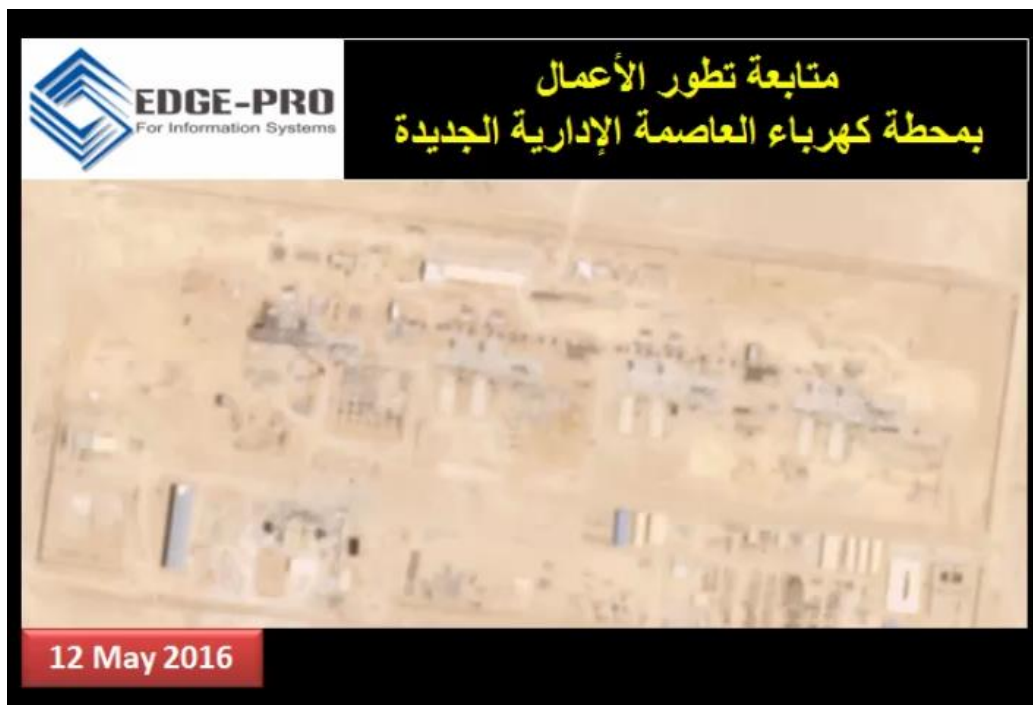 EDGE-PRO
For Information Systems
متابعة تطور الأعمال
بمحطة كهرباء العاصمة الإدارية الجديدة
12 May 2016